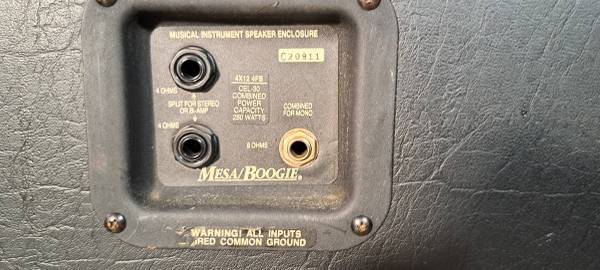 MUSICAL INSTRUMENT SPEAKER ENCLOSURE
C20911
4 OHMS
SPLIT FOR STEREO
OR BI-AMP
4 OHMS
4X12 4FB
CEL-30
COMBINED
POWER
CAPACITY
280 WATTS
COMBINED
FOR MONO
8 OHMS
MESA/BOOGIE®
WARNING! ALL INPUTS
COMMON GROUND